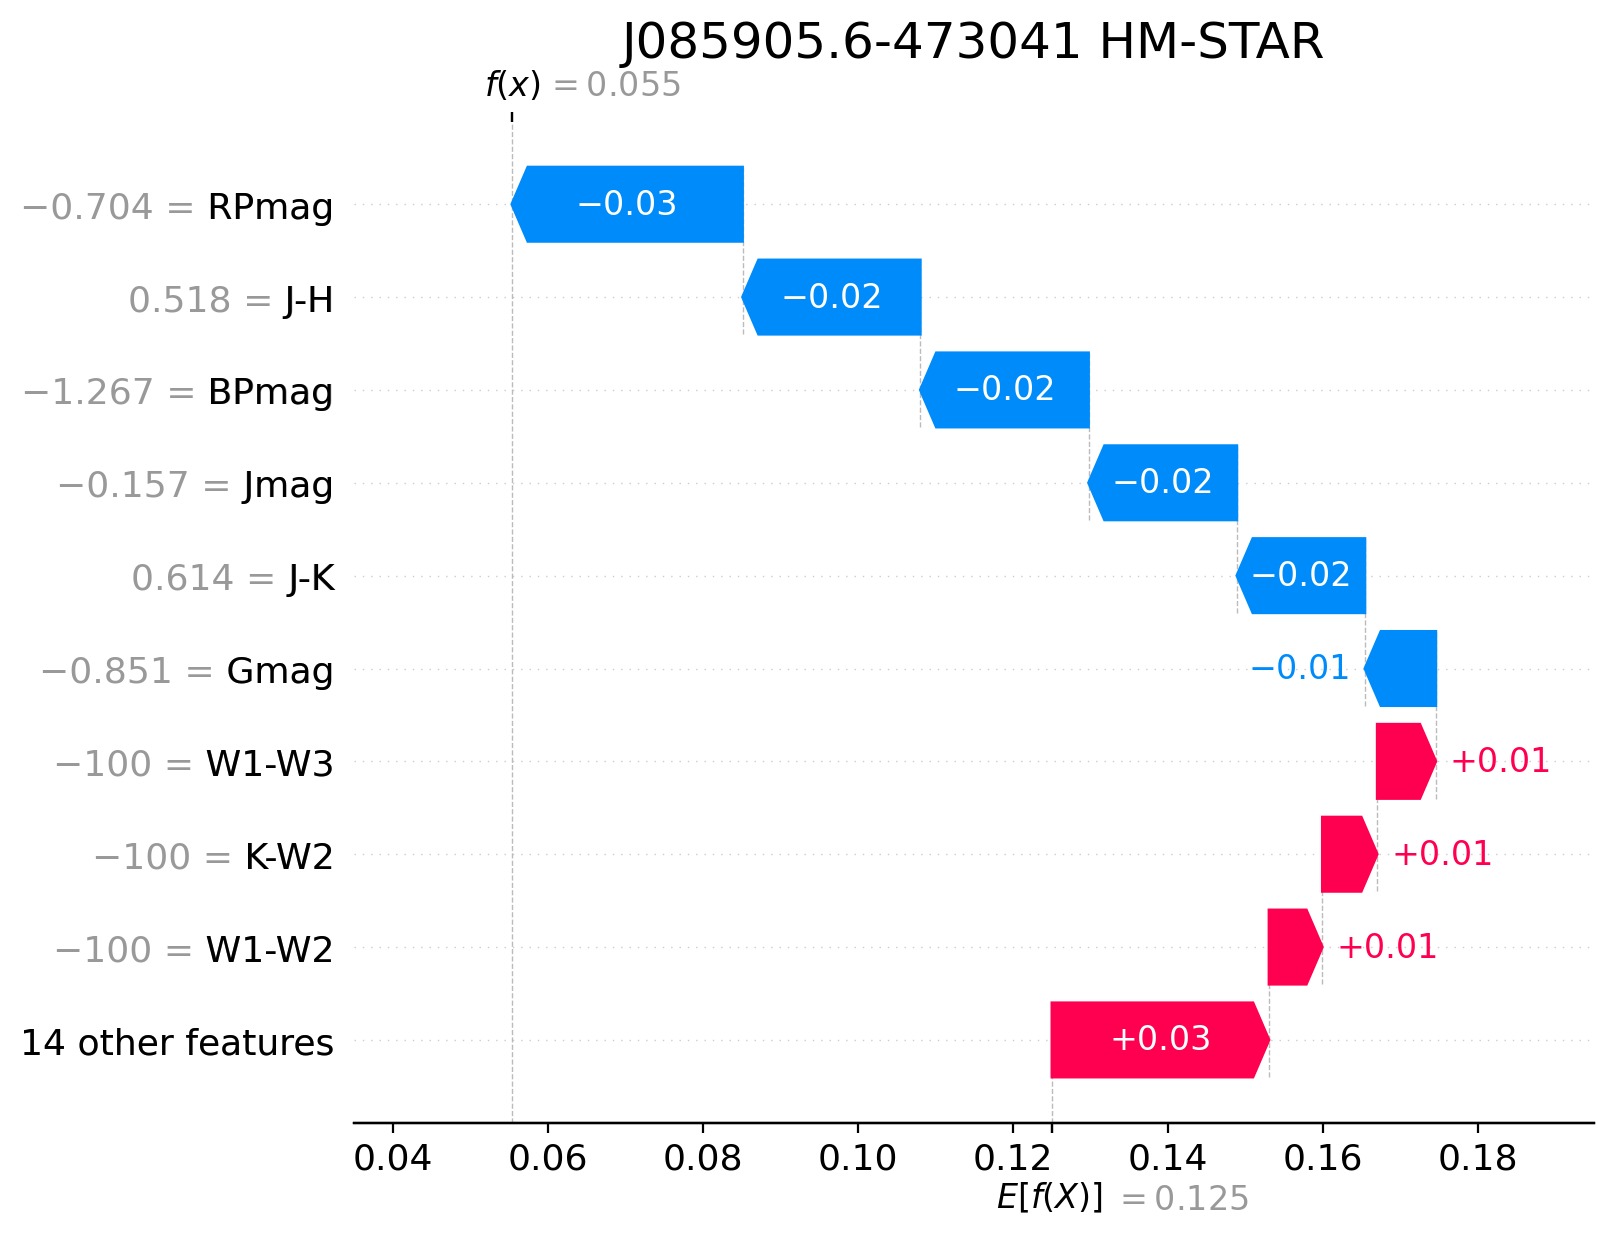 J085905.6-473041 HM-STAR
f(x) = 0.055
−0.704 = RPmag −0.03
0.518 = J-H −0.02
−1.267 = BPmag −0.02
−0.157 = Jmag −0.02
0.614 = J-K −0.02
−0.851 = Gmag −0.01
−100 = W1-W3 +0.01
−100 = K-W2 +0.01
−100 = W1-W2 +0.01
14 other features +0.03
0.04 0.06 0.08 0.10 0.12 0.14 0.16 0.18
E[f(X)] = 0.125